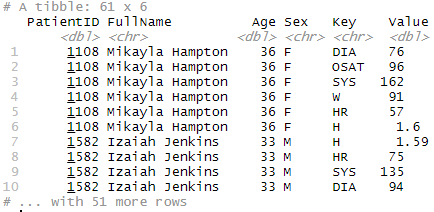 # A tibble: 61 x 6
PatientID FullName Age Sex Key Value
<dbl> <chr> <dbl> <chr> <chr> <dbl>
1 1108 Mikayla Hampton 36 F DIA 76
2 1108 Mikayla Hampton 36 F OSAT 96
3 1108 Mikayla Hampton 36 F SYS 162
4 1108 Mikayla Hampton 36 F W 91
5 1108 Mikayla Hampton 36 F HR 57
6 1108 Mikayla Hampton 36 F H 1.6
7 1582 Izaiah Jenkins 33 M H 1.59
8 1582 Izaiah Jenkins 33 M HR 75
9 1582 Izaiah Jenkins 33 M SYS 135
10 1582 Izaiah Jenkins 33 M DIA 94
# ... with 51 more rows